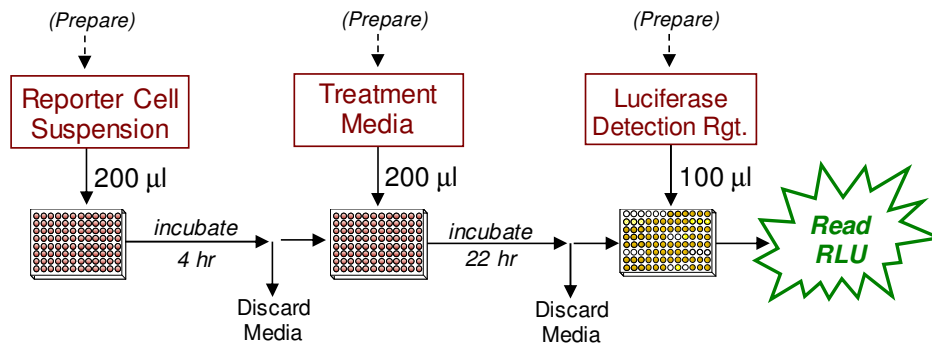 (Prepare)
(Prepare)
(Prepare)
Reporter Cell
Suspension
Treatment
Media
Luciferase
Detection Rgt.
200 µl
200 µl
100 µl
incubate
4 hr
incubate
22 hr
Read
RLU
Discard
Media
Discard
Media